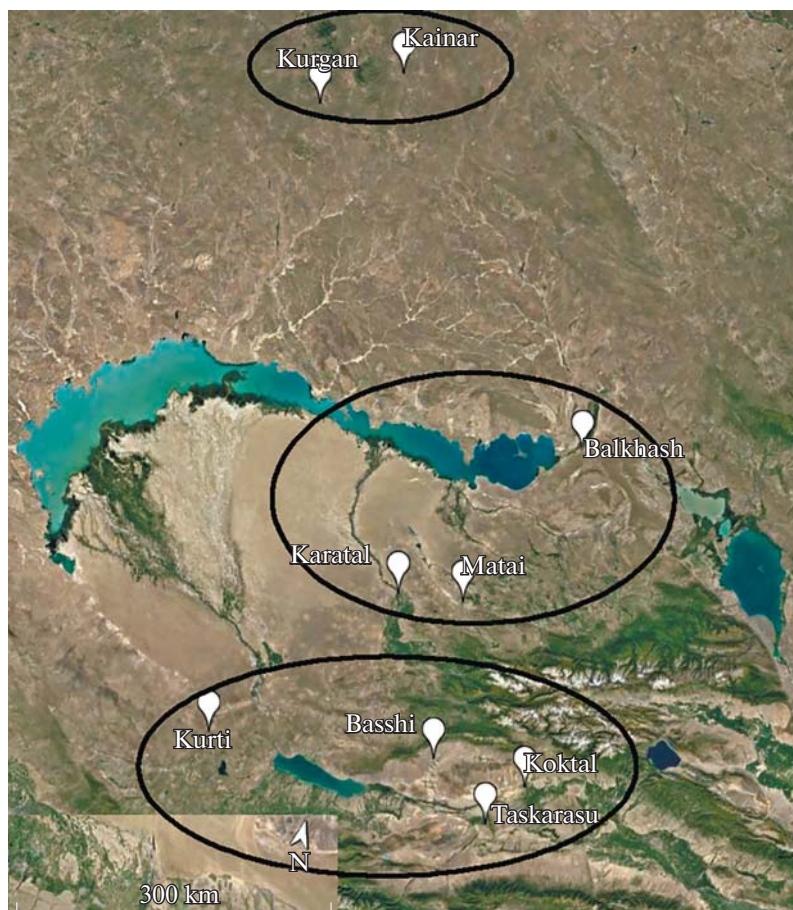 Kainar
Kurgan
Balkhash
Karatal
Matai
Kurti
Basshi
Koktal
Taskarasu
N
300 km